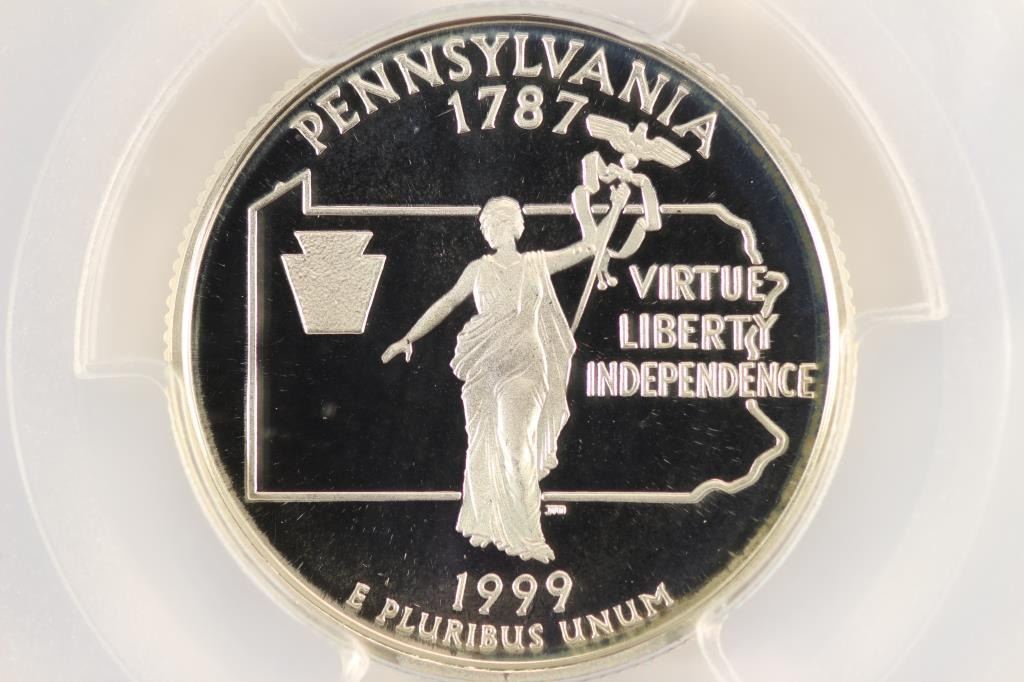 PENNSYLVANIA
1787
VIRTUE
LIBERTY
INDEPENDENCE
1999
E PLURIBUS UNUM